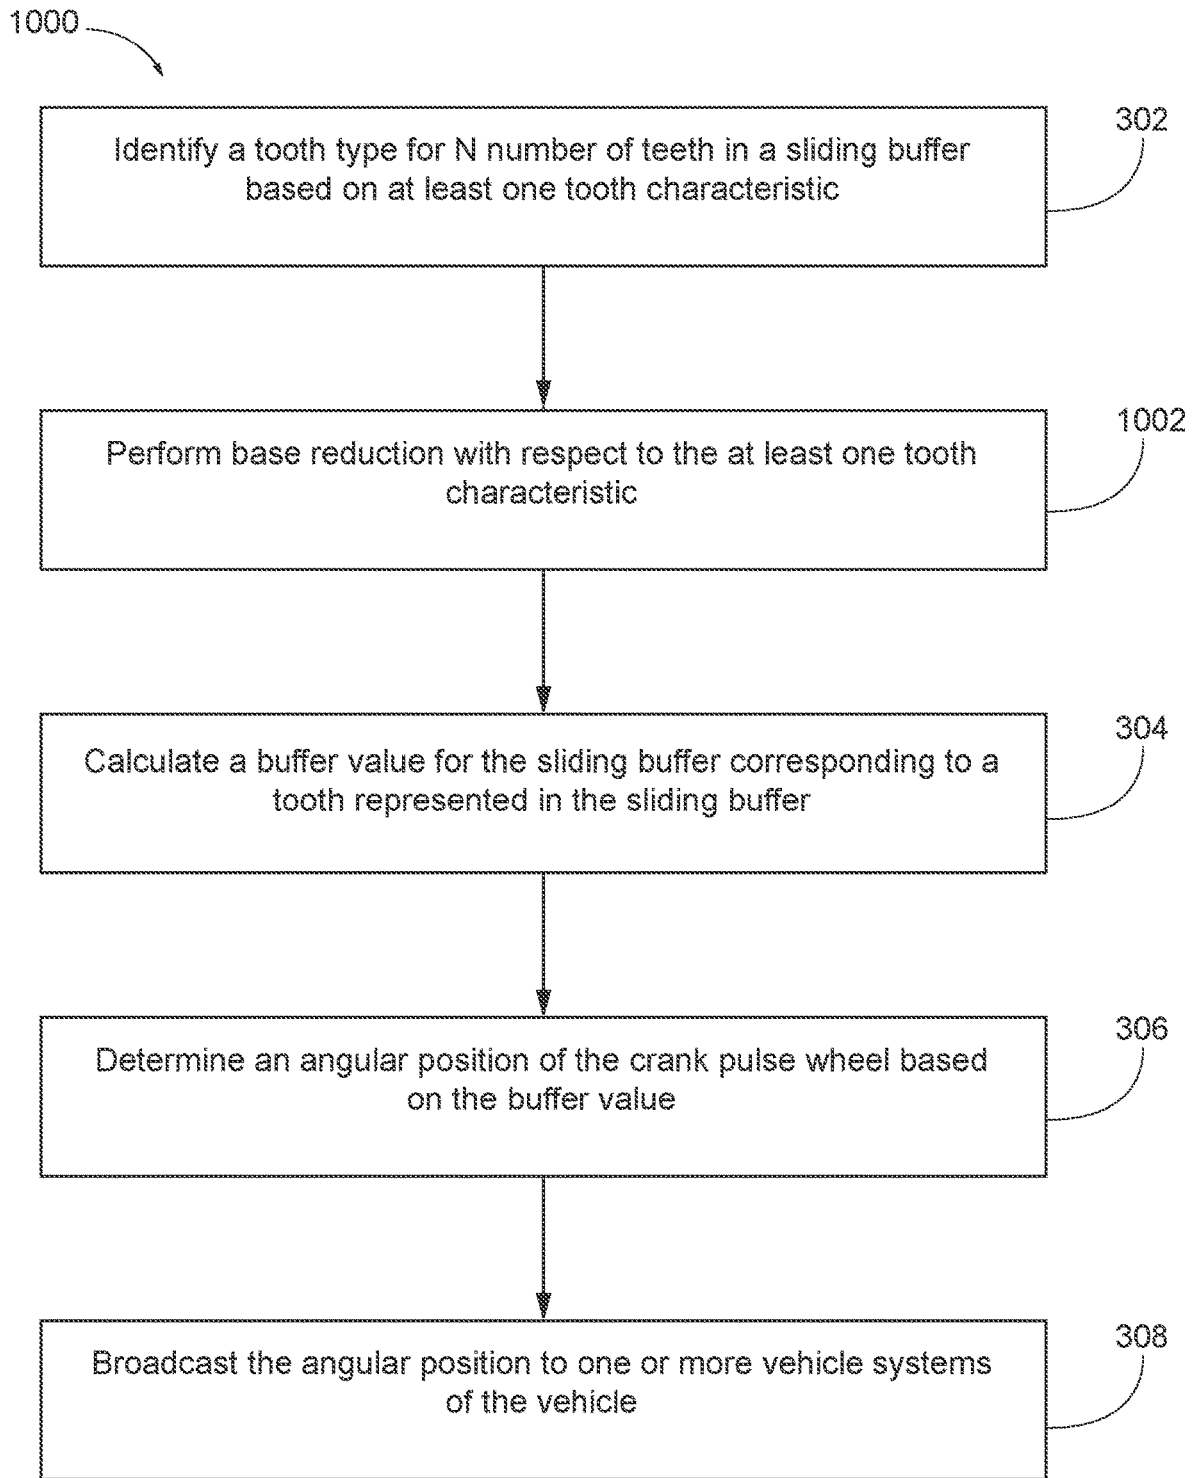 1000
302
Identify a tooth type for N number of teeth in a sliding buffer
based on at least one tooth characteristic
1002
Perform base reduction with respect to the at least one tooth
characteristic
304
Calculate a buffer value for the sliding buffer corresponding to a
tooth represented in the sliding buffer
306
Determine an angular position of the crank pulse wheel based
on the buffer value
308
Broadcast the angular position to one or more vehicle systems
of the vehicle